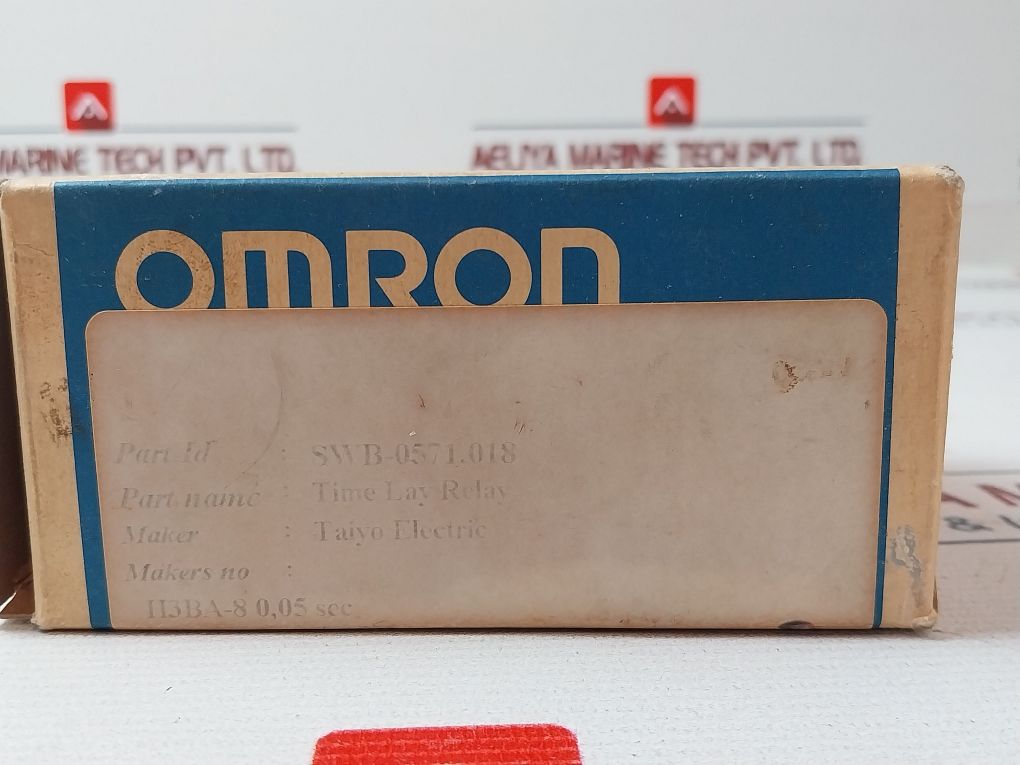 MARINE TECH PVT. LTD.
AELIYA MARINE TECH PVT. LTD.
OMRON
Part Id : SWB-0571.018
Part name : Time Lay Relay
Maker : Taiyo Electric
Makers no :
H3BA-8 0,05 sec